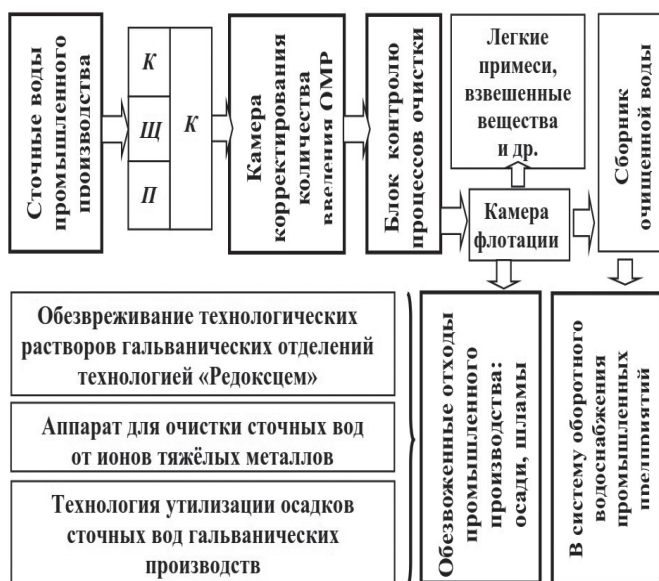 Сточные воды
промышленного
производства
К
Щ
П
К
Камера
корректирования
количества
введения ОМР
Блок контролю
процессов очистки
Легкие
примеси,
взвешенные
вещества
и др.
Камера
флотации
Сборник
очищенной воды
Обезвреживание технологических
растворов гальванических отделений
технологией «Редоксцем»
Аппарат для очистки сточных вод
от ионов тяжёлых металлов
Технология утилизации осадков
сточных вод гальванических
производств
Обезвоженные отходы
промышленного
производства:
осади, шламы
В систему оборотного
водоснабжения
промышленных
предприятий